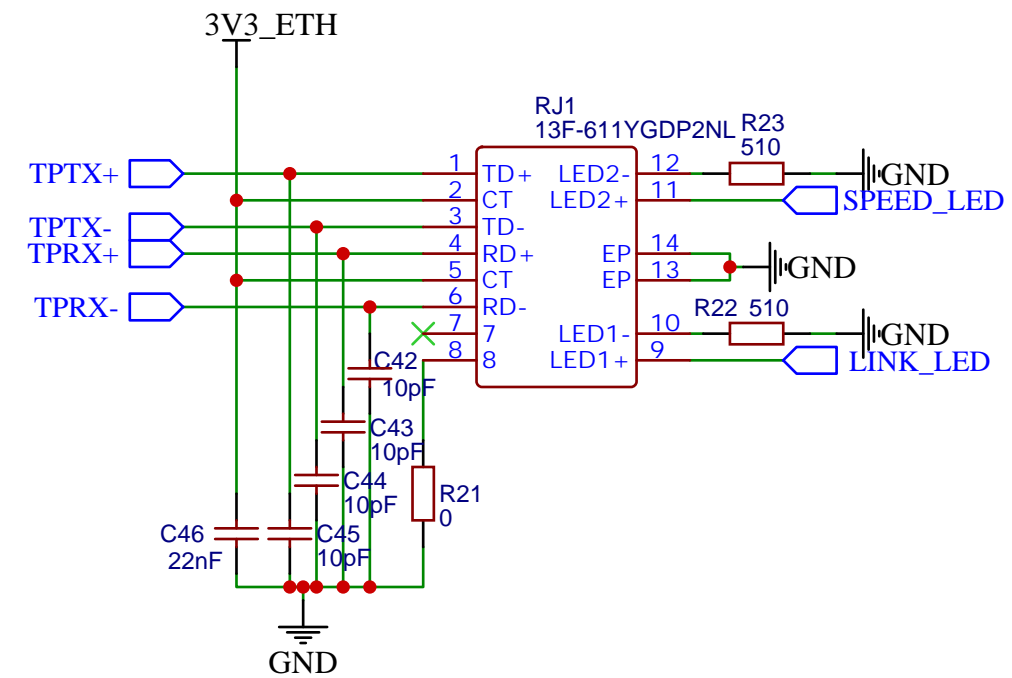 3V3_ETH
RJ1
13F-611YGDP2NL
R23
510
TPTX+
1
TD+
LED2-
12
GND
2
CT
LED2+
11
SPEED_LED
TPTX-
3
TD-
TPRX+
4
RD+
EP
14
GND
5
CT
EP
13
TPRX-
6
RD-
R22 510
7
7
LED1-
10
GND
8
8
LED1+
9
LINK_LED
C42
10pF
C43
10pF
C44
10pF
R21
0
C46
22nF
C45
10pF
GND